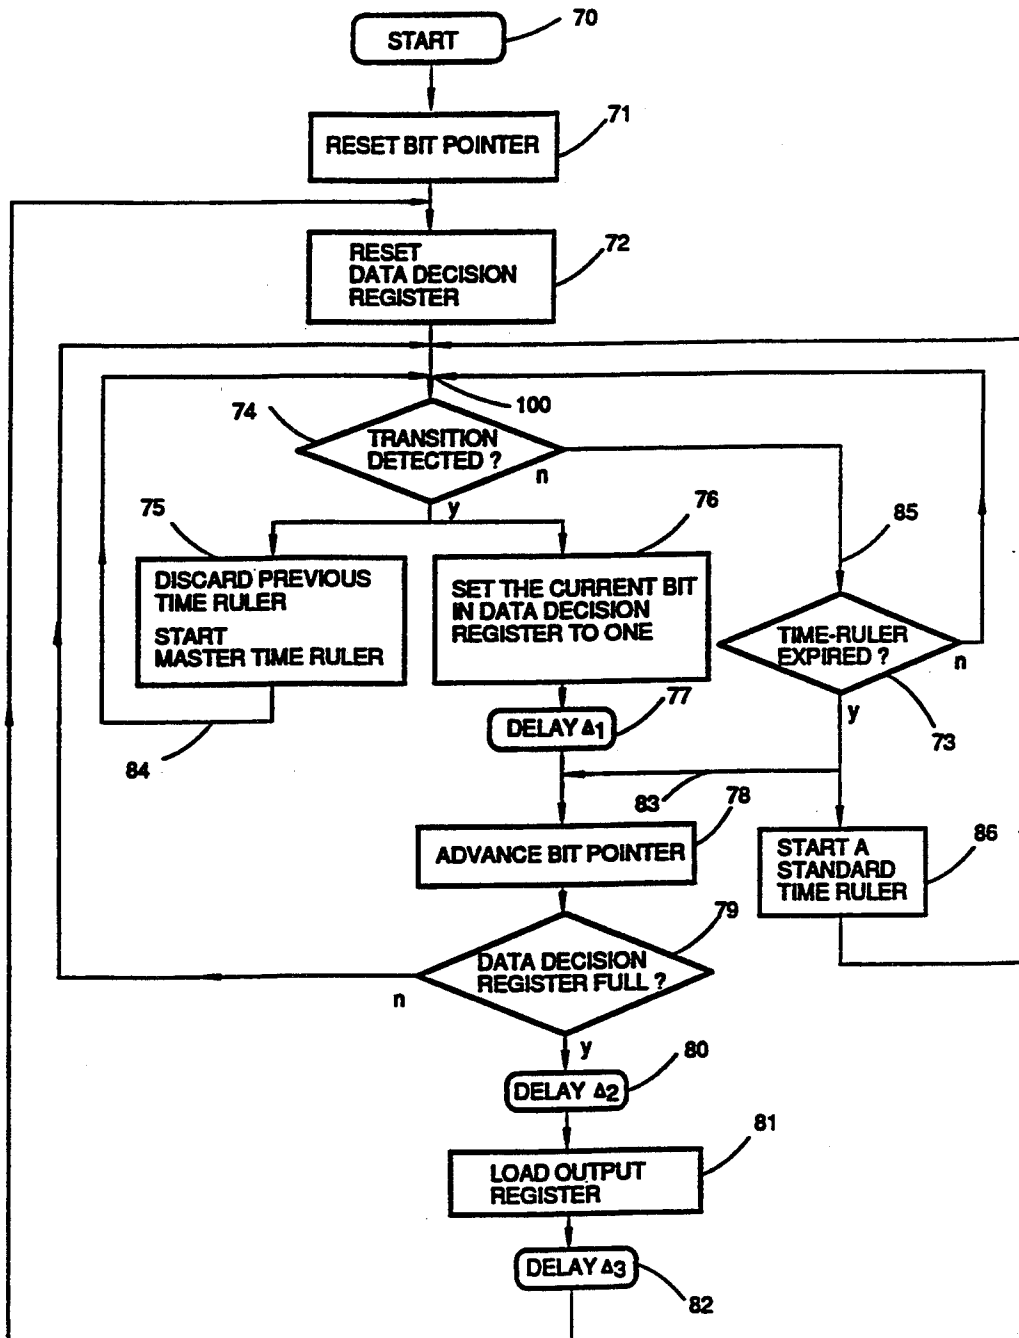 START
70
RESET BIT POINTER
71
RESET
DATA DECISION
REGISTER
72
100
74
TRANSITION
DETECTED ?
n
y
75
76
85
DISCARD PREVIOUS
TIME RULER
START
MASTER TIME RULER
SET THE CURRENT BIT
IN DATA DECISION
REGISTER TO ONE
TIME-RULER
EXPIRED ?
n
y
73
77
DELAY Δ1
84
83
78
ADVANCE BIT POINTER
START A
STANDARD
TIME RULER
86
79
DATA DECISION
REGISTER FULL ?
n
y
80
DELAY Δ2
81
LOAD OUTPUT
REGISTER
DELAY Δ3
82